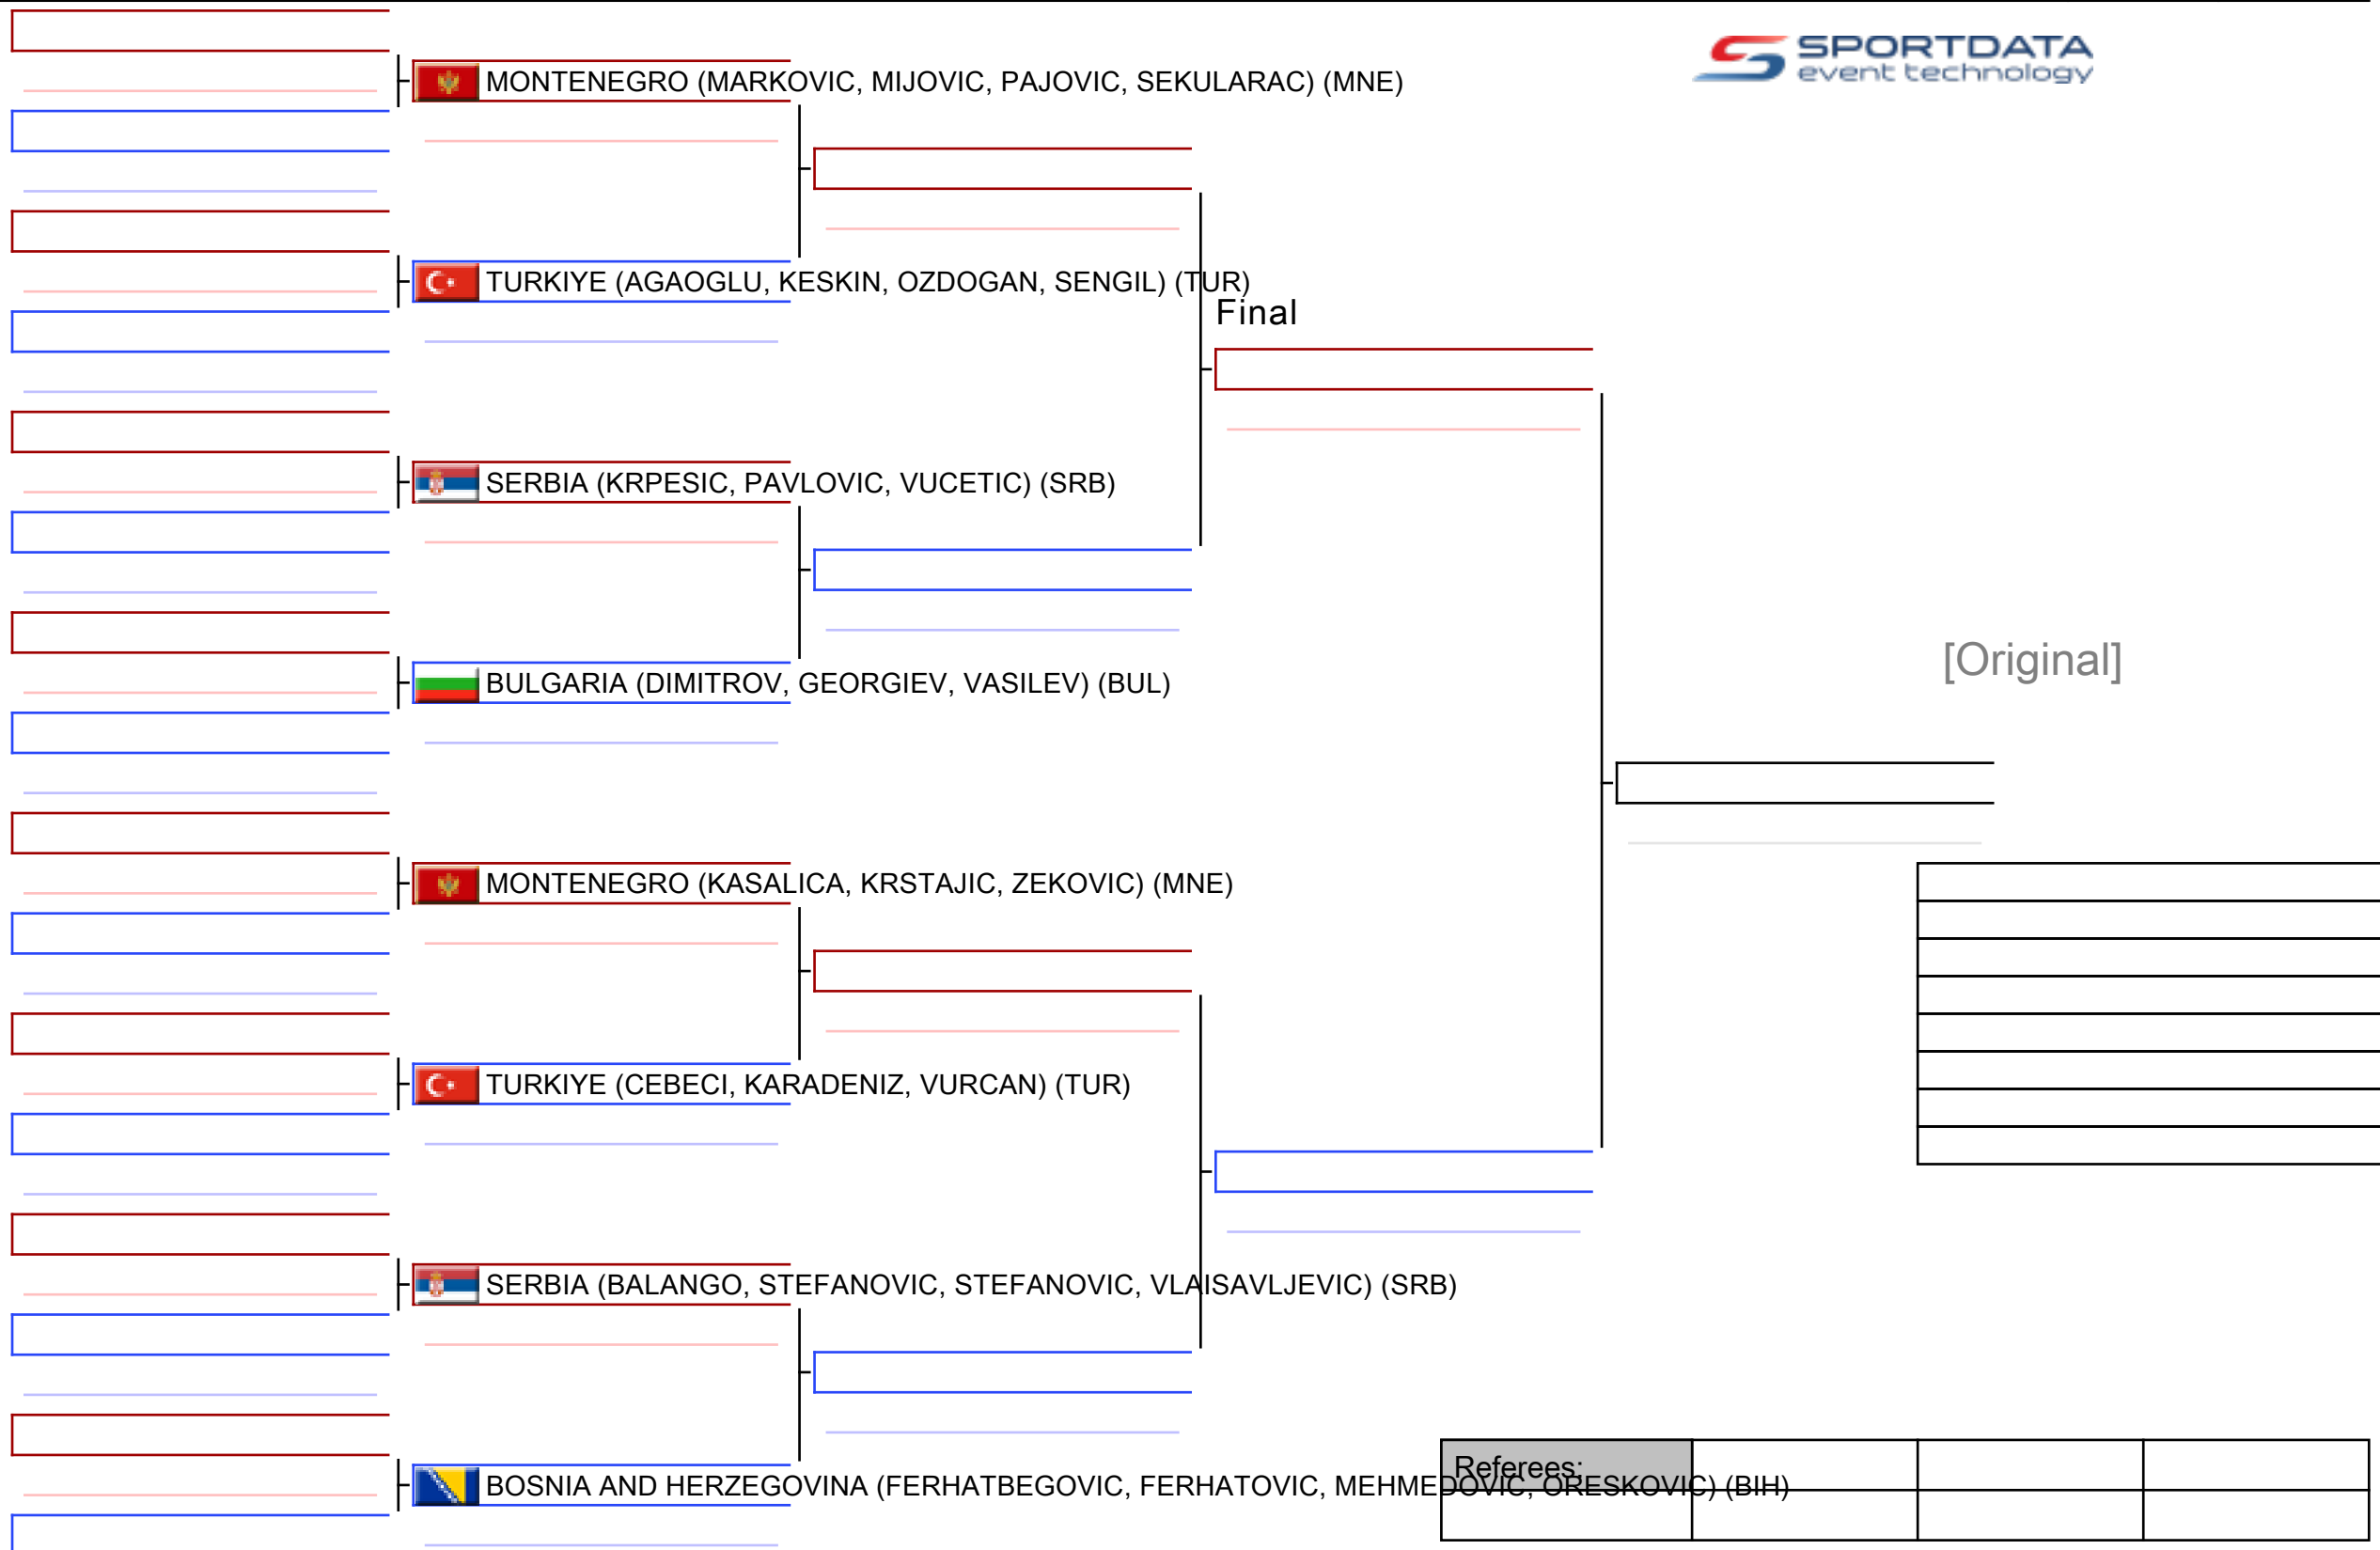 SPORTDATA
event technology
MONTENEGRO (MARKOVIC, MIJOVIC, PAJOVIC, SEKULARAC) (MNE)
TURKIYE (AGAOGLU, KESKIN, OZDOGAN, SENGIL) (TUR)
Final
SERBIA (KRPESIC, PAVLOVIC, VUCETIC) (SRB)
[Original]
BULGARIA (DIMITROV, GEORGIEV, VASILEV) (BUL)
MONTENEGRO (KASALICA, KRSTAJIC, ZEKOVIC) (MNE)
TURKIYE (CEBECI, KARADENIZ, VURCAN) (TUR)
SERBIA (BALANGO, STEFANOVIC, STEFANOVIC, VLAISAVLJEVIC) (SRB)
Referees:
BOSNIA AND HERZEGOVINA (FERHATBEGOVIC, FERHATOVIC, MEHMEDOVIC, ORESKOVIC) (BIH)